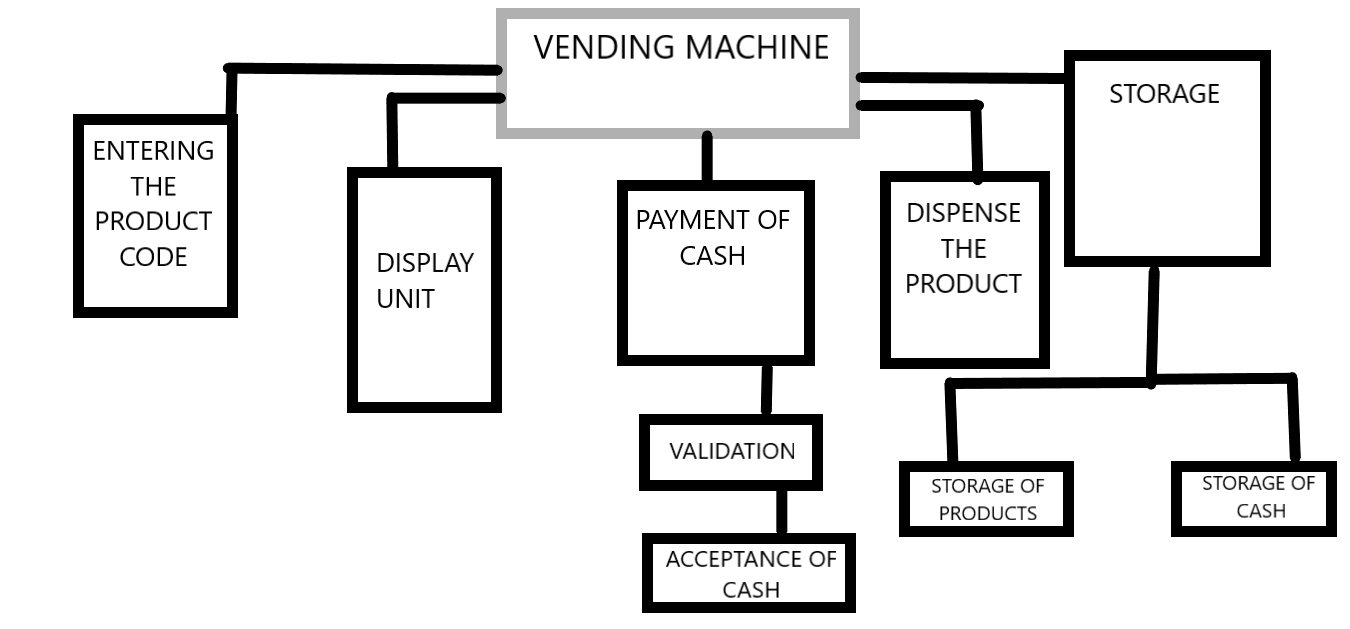 VENDING MACHINE
STORAGE
ENTERING
THE
PRODUCT
CODE
DISPLAY
UNIT
PAYMENT OF
CASH
DISPENSE
THE
PRODUCT
VALIDATION
ACCEPTANCE OF
CASH
STORAGE OF
PRODUCTS
STORAGE OF
CASH